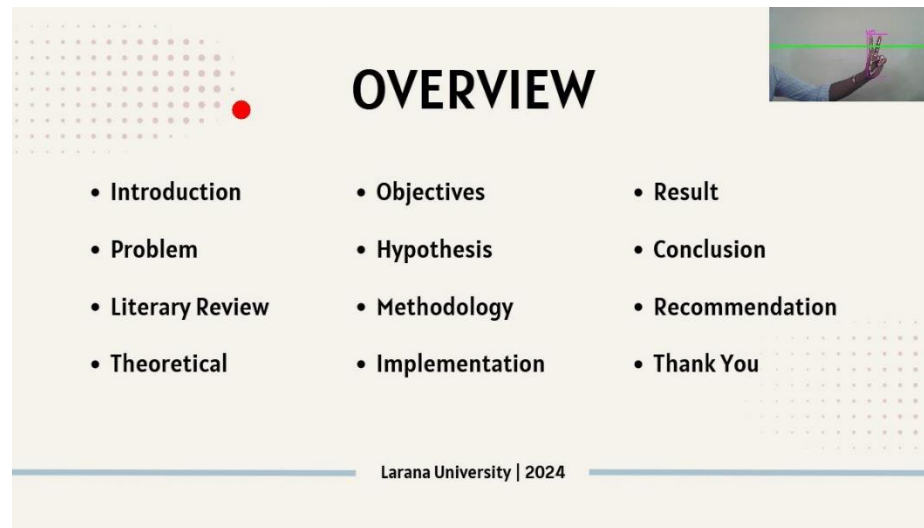 OVERVIEW
• Introduction
• Problem
• Literary Review
• Theoretical
• Objectives
• Hypothesis
• Methodology
• Implementation
• Result
• Conclusion
• Recommendation
• Thank You
Larana University | 2024